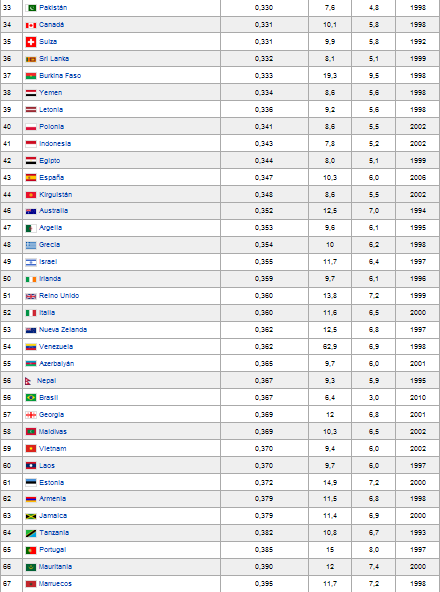 33 Pakistán 0,330 7,6 4,8 1998
34 Canadá 0,331 10,1 5,8 1998
35 Suiza 0,331 9,9 5,8 1992
36 Sri Lanka 0,332 8,1 5,1 1999
37 Burkina Faso 0,333 19,3 9,5 1998
38 Yemen 0,334 8,6 5,6 1998
39 Letonia 0,336 9,2 5,6 1998
40 Polonia 0,341 8,6 5,5 2002
41 Indonesia 0,343 7,8 5,2 2002
42 Egipto 0,344 8,0 5,1 1999
43 España 0,347 10,3 6,0 2006
44 Kirguistán 0,348 8,6 5,5 2002
46 Australia 0,352 12,5 7,0 1994
47 Argelia 0,353 9,6 6,1 1995
48 Grecia 0,354 10 6,2 1998
49 Israel 0,355 11,7 6,4 1997
50 Irlanda 0,359 9,7 6,1 1996
51 Reino Unido 0,360 13,8 7,2 1999
52 Italia 0,360 11,6 6,5 2000
53 Nueva Zelanda 0,362 12,5 6,8 1997
54 Venezuela 0,362 62,9 6,9 1998
55 Azerbaiyán 0,365 9,7 6,0 2001
56 Nepal 0,367 9,3 5,9 1995
56 Brasil 0,367 6,4 3,0 2010
57 Georgia 0,369 12 6,8 2001
58 Maldivas 0,369 10,3 6,5 2002
59 Vietnam 0,370 9,4 6,0 2002
60 Laos 0,370 9,7 6,0 1997
61 Estonia 0,372 14,9 7,2 2000
62 Armenia 0,379 11,5 6,8 1998
63 Jamaica 0,379 11,4 6,9 2000
64 Tanzania 0,382 10,8 6,7 1993
65 Portugal 0,385 15 8,0 1997
66 Mauritania 0,390 12 7,4 2000
67 Marruecos 0,395 11,7 7,2 1998